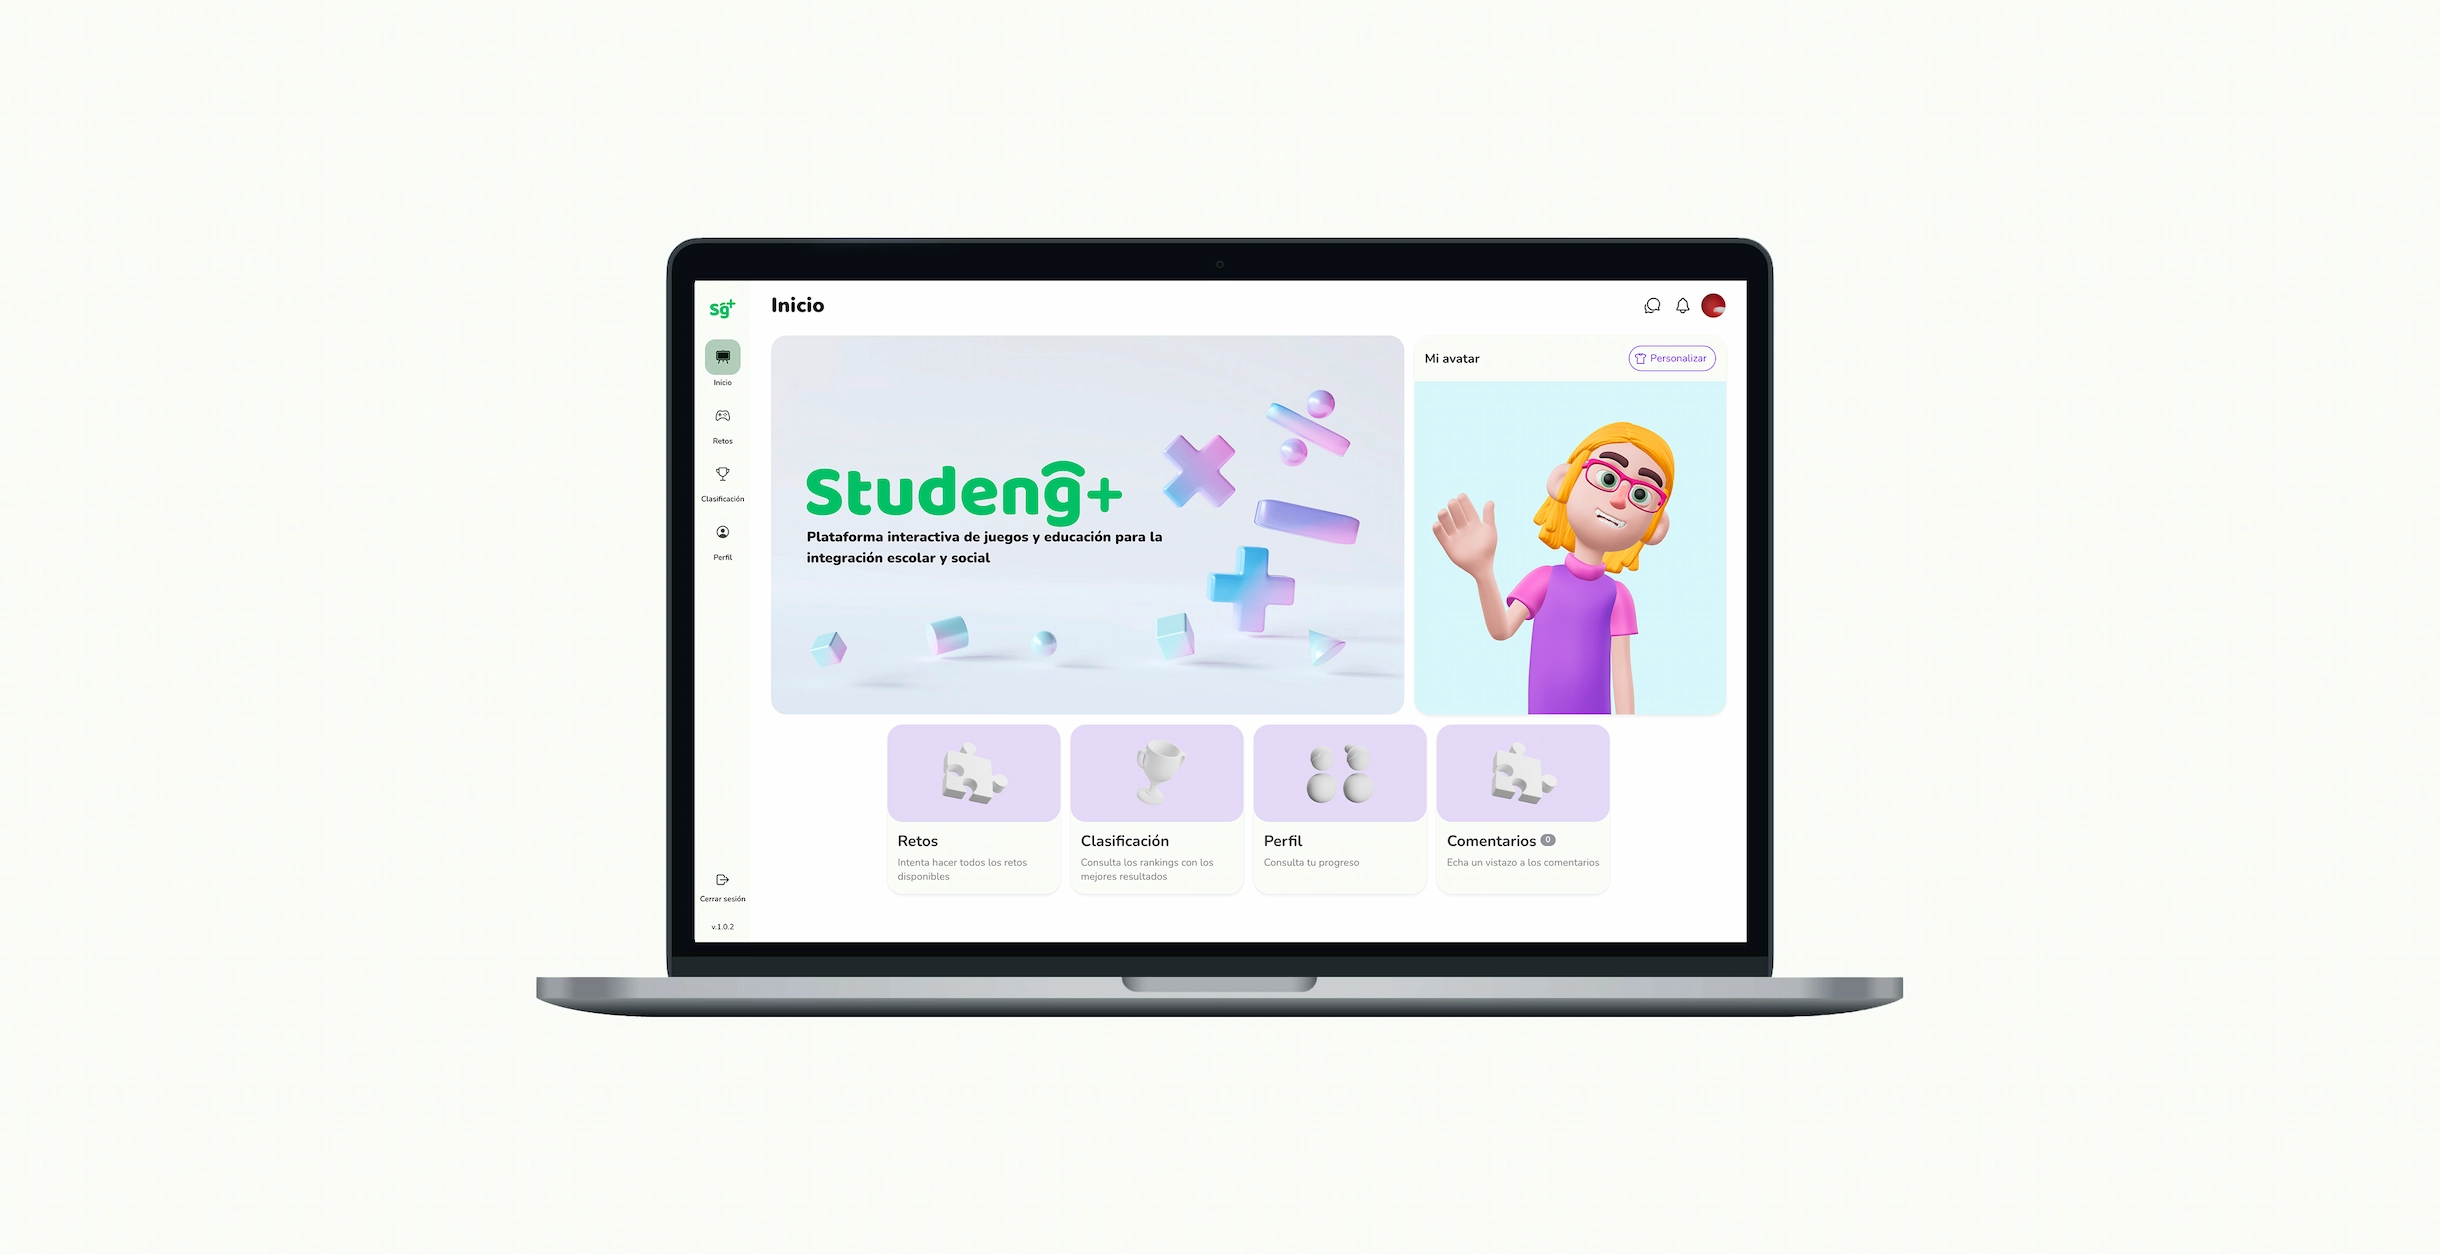 Sg+
Inicio
Inicio
Retos
Clasificación
Perfil
Cerrar sesión
v.1.0.2
Studeng+
Plataforma interactiva de juegos y educación para la
integración escolar y social
Mi avatar
Personalizar
Retos
Intenta hacer todos los retos
disponibles
Clasificación
Consulta los rankings con los
mejores resultados
Perfil
Consulta tu progreso
Comentarios 0
Echa un vistazo a los comentarios